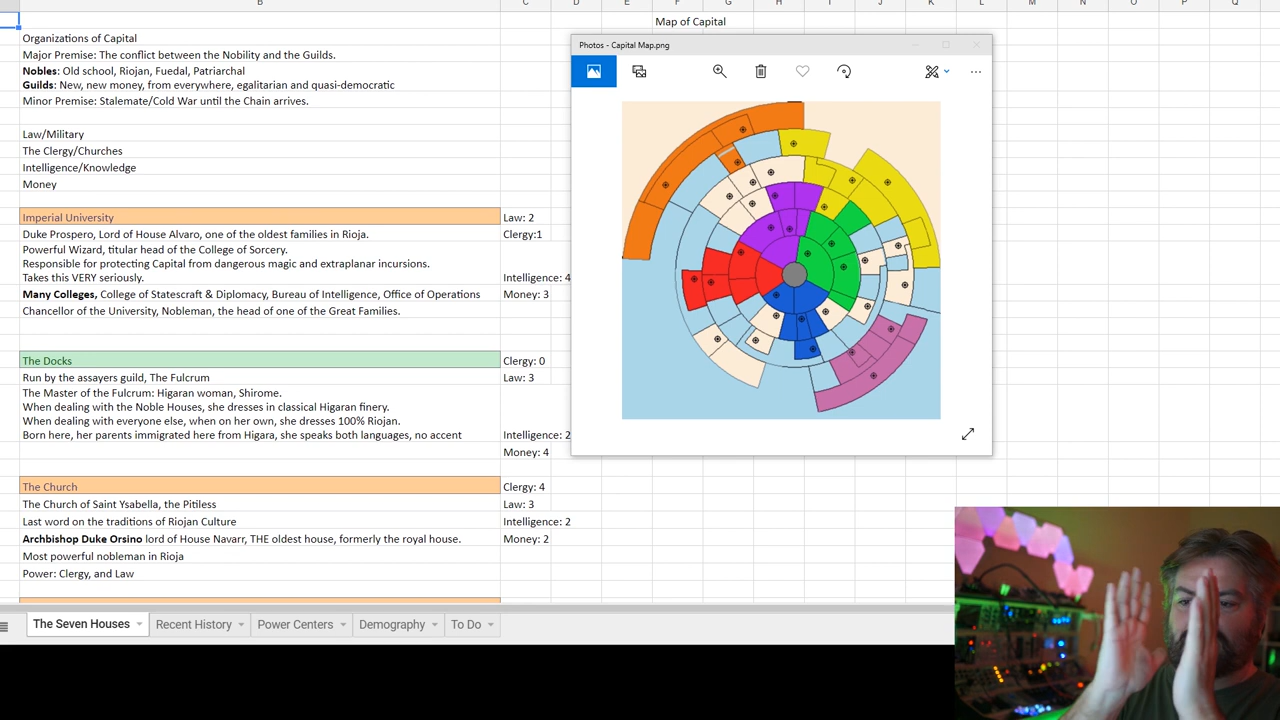 B
C
D
E
F
G
H
I
J
K
L
M
N
O
P
Q
Map of Capital
Organizations of Capital
Photos - Capital Map.png
Major Premise: The conflict between the Nobility and the Guilds.
Nobles: Old school, Riojan, Fuedal, Patriarchal
Guilds: New, new money, from everywhere, egalitarian and quasi-democratic
Minor Premise: Stalemate/Cold War until the Chain arrives.
Law/Military
The Clergy/Churches
Intelligence/Knowledge
Money
Imperial University
Law: 2
Duke Prospero, Lord of House Alvaro, one of the oldest families in Rioja.
Clergy:1
Powerful Wizard, titular head of the College of Sorcery.
Responsible for protecting Capital from dangerous magic and extraplanar incursions.
Takes this VERY seriously.
Intelligence: 4
Many Colleges, College of Statescraft & Diplomacy, Bureau of Intelligence, Office of Operations
Money: 3
Chancellor of the University, Nobleman, the head of one of the Great Families.
The Docks
Clergy: 0
Run by the assayers guild, The Fulcrum
Law: 3
The Master of the Fulcrum: Higaran woman, Shirome.
When dealing with the Noble Houses, she dresses in classical Higaran finery.
When dealing with everyone else, when on her own, she dresses 100% Riojan.
Born here, her parents immigrated here from Higara, she speaks both languages, no accent
Intelligence: 2
Money: 4
The Church
Clergy: 4
The Church of Saint Ysabella, the Pitiless
Law: 3
Last word on the traditions of Riojan Culture
Intelligence: 2
Archbishop Duke Orsino lord of House Navarr, THE oldest house, formerly the royal house.
Money: 2
Most powerful nobleman in Rioja
Power: Clergy, and Law
The Seven Houses
Recent History
Power Centers
Demography
To Do